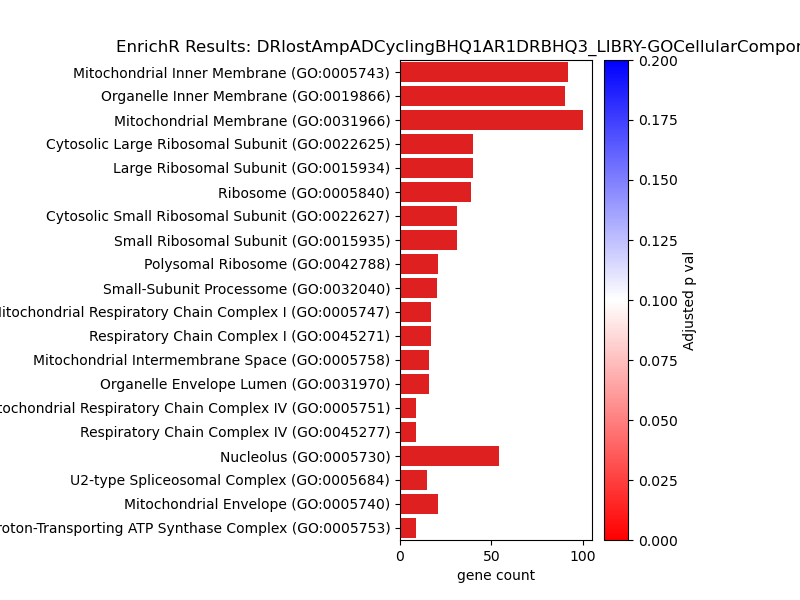 EnrichR Results: DRlostAmpADCyclingBHQ1AR1DRBHQ3_LIBRY-GOCellularCompor
Mitochondrial Inner Membrane (GO:0005743)
Organelle Inner Membrane (GO:0019866)
Mitochondrial Membrane (GO:0031966)
Cytosolic Large Ribosomal Subunit (GO:0022625)
Large Ribosomal Subunit (GO:0015934)
Ribosome (GO:0005840)
Cytosolic Small Ribosomal Subunit (GO:0022627)
Small Ribosomal Subunit (GO:0015935)
Polysomal Ribosome (GO:0042788)
Small-Subunit Processome (GO:0032040)
itochondrial Respiratory Chain Complex I (GO:0005747)
Respiratory Chain Complex I (GO:0045271)
Mitochondrial Intermembrane Space (GO:0005758)
Organelle Envelope Lumen (GO:0031970)
tochondrial Respiratory Chain Complex IV (GO:0005751)
Respiratory Chain Complex IV (GO:0045277)
Nucleolus (GO:0005730)
U2-type Spliceosomal Complex (GO:0005684)
Mitochondrial Envelope (GO:0005740)
roton-Transporting ATP Synthase Complex (GO:0005753)
0 50 100
gene count
0.200
0.175
0.150
0.125
0.100
0.075
0.050
0.025
0.000
Adjusted p val